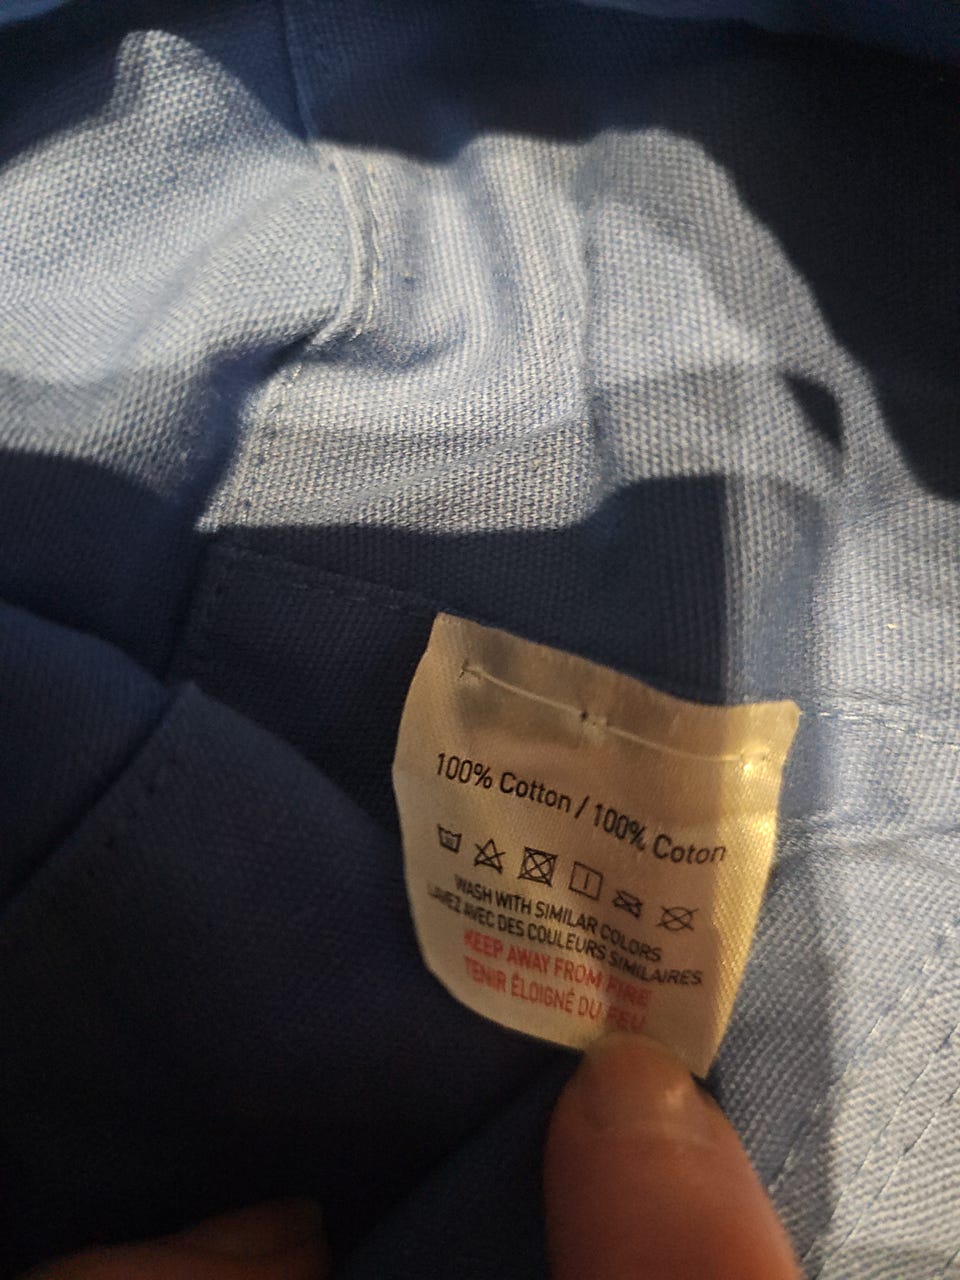 100% Cotton / 100% Coton
WASH WITH SIMILAR COLORS
LAVEZ AVEC DES COULEURS SIMILAIRES
KEEP AWAY FROM FIRE
TENIR ÉLOIGNÉ DU FEU